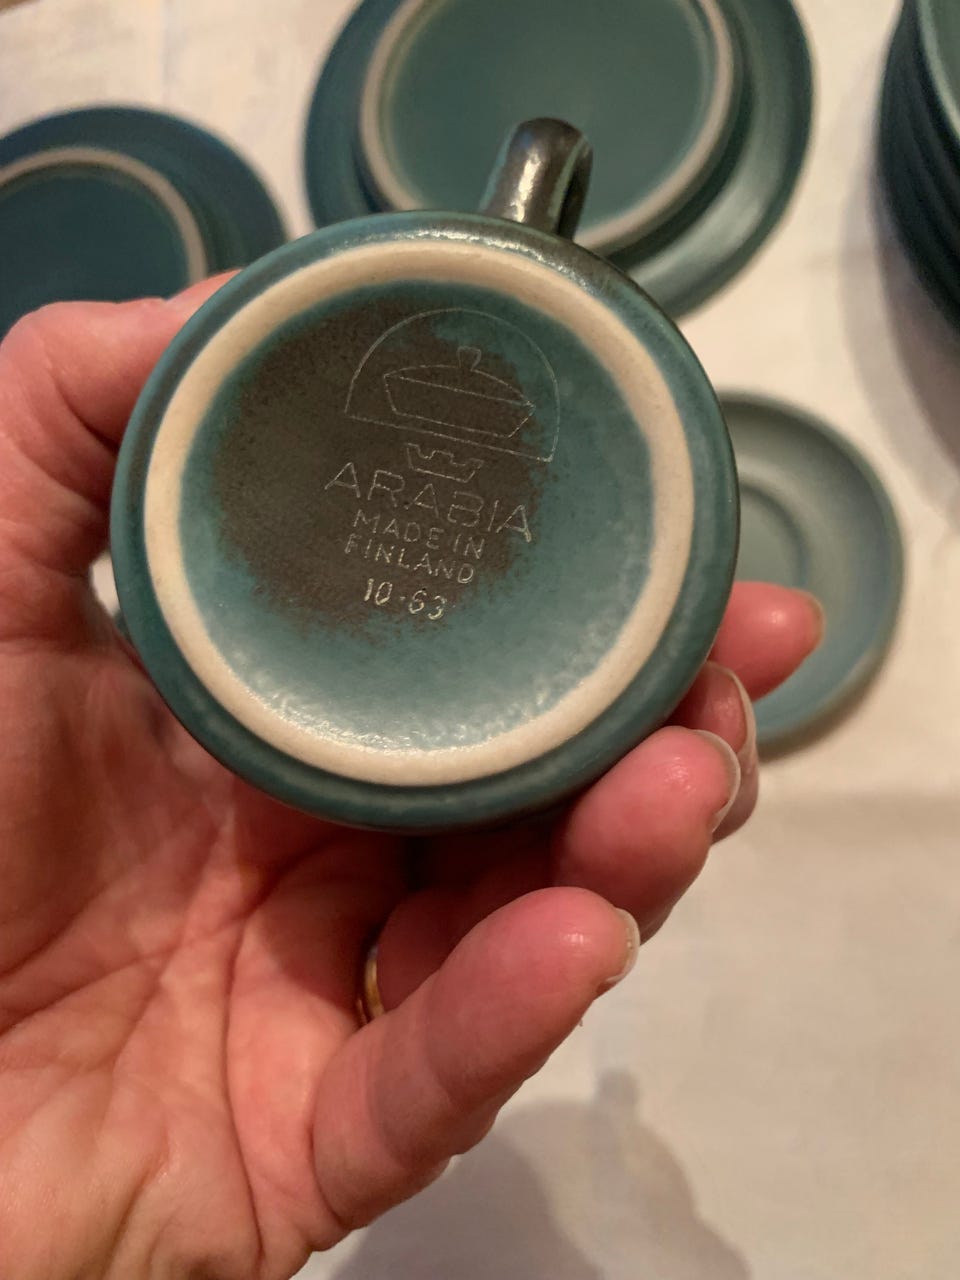 ARABIA
MADE IN
FINLAND
10-63